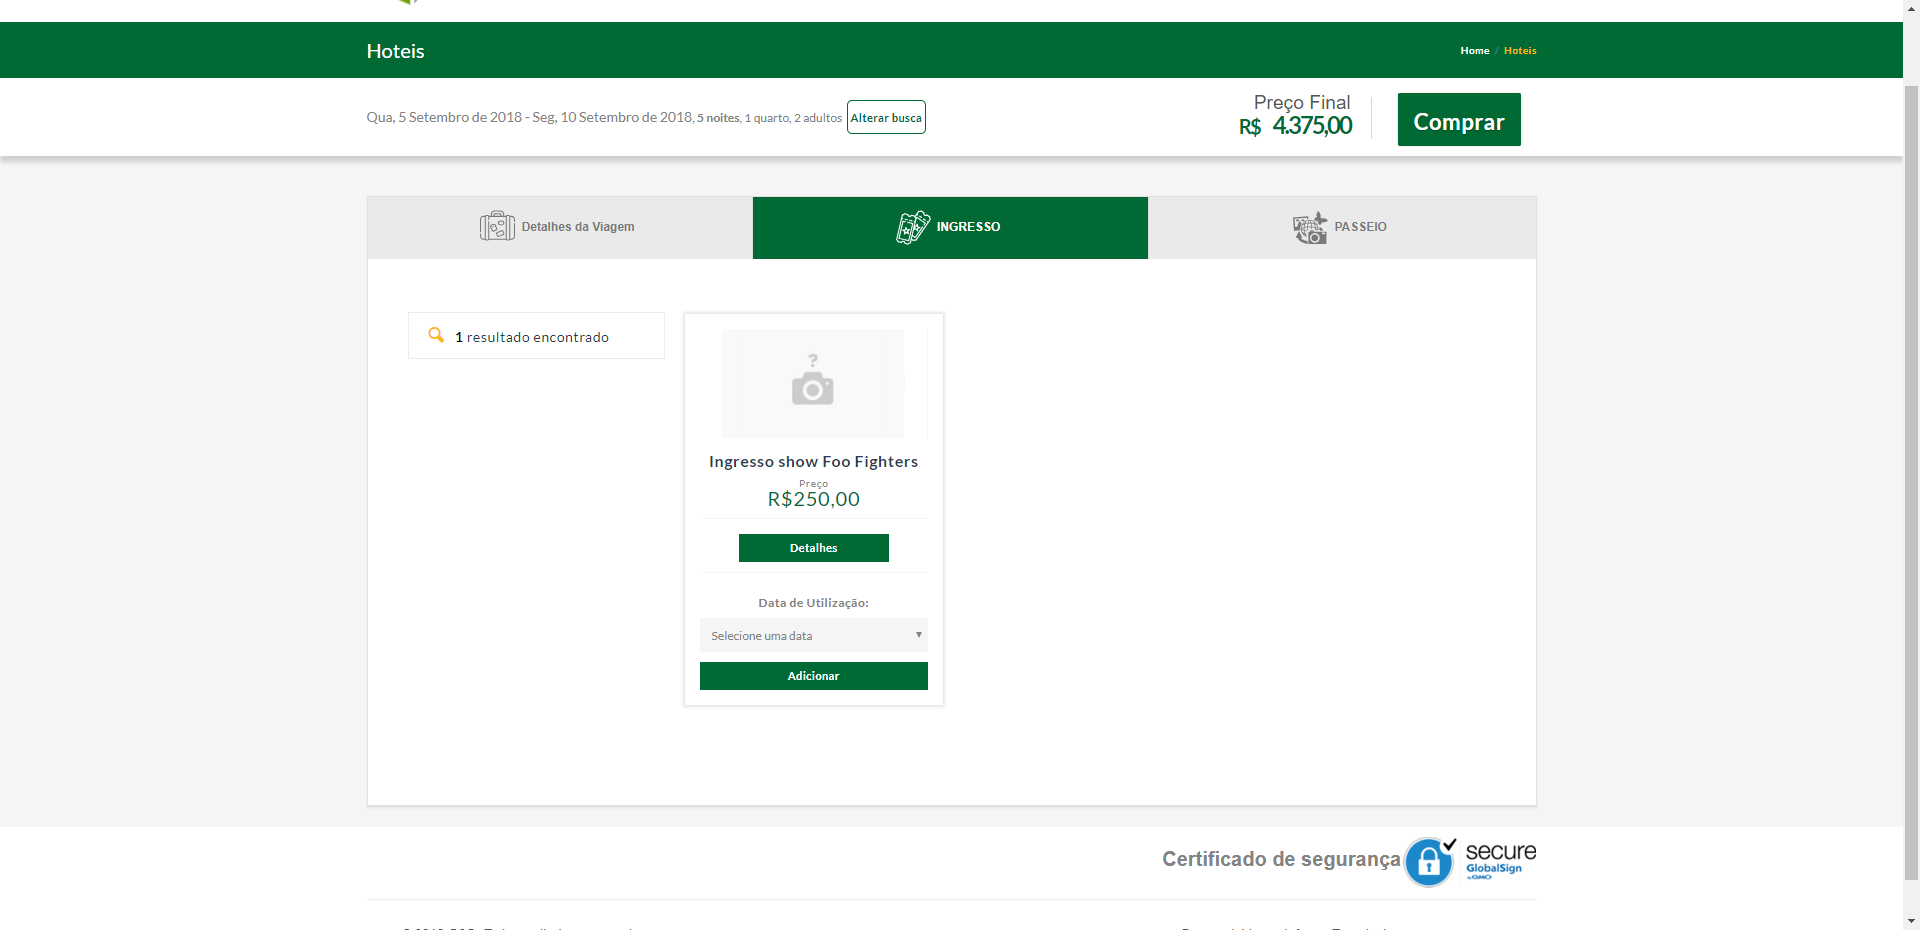 Hoteis
Home / Hoteis
Qua, 5 Setembro de 2018 - Seg, 10 Setembro de 2018, 5 noites, 1 quarto, 2 adultos
Alterar busca
Preço Final
R$ 4.375,00
Comprar
Detalhes da Viagem
INGRESSO
PASSEIO
1 resultado encontrado
?
Ingresso show Foo Fighters
Preço
R$250,00
Detalhes
Data de Utilização:
Selecione uma data
Adicionar
Certificado de segurança
secure
GlobalSign
by GMO